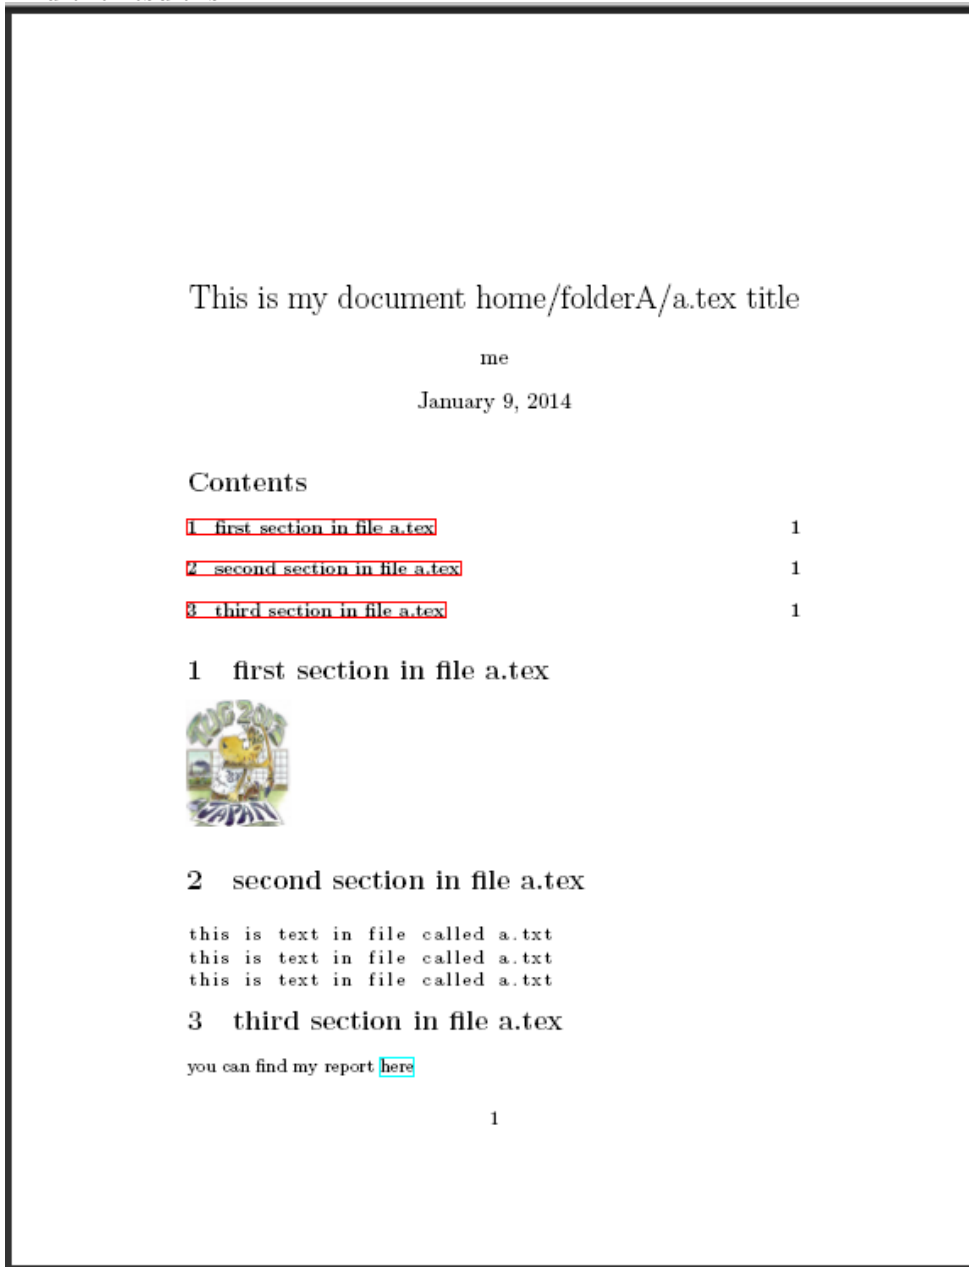 This is my document home/folderA/a.tex title
me
January 9, 2014
Contents
1 first section in file a.tex 1
2 second section in file a.tex 1
3 third section in file a.tex 1
1 first section in file a.tex
TUG 2013
JAPAN
2 second section in file a.tex
this is text in file called a.txt
this is text in file called a.txt
this is text in file called a.txt
3 third section in file a.tex
you can find my report here
1